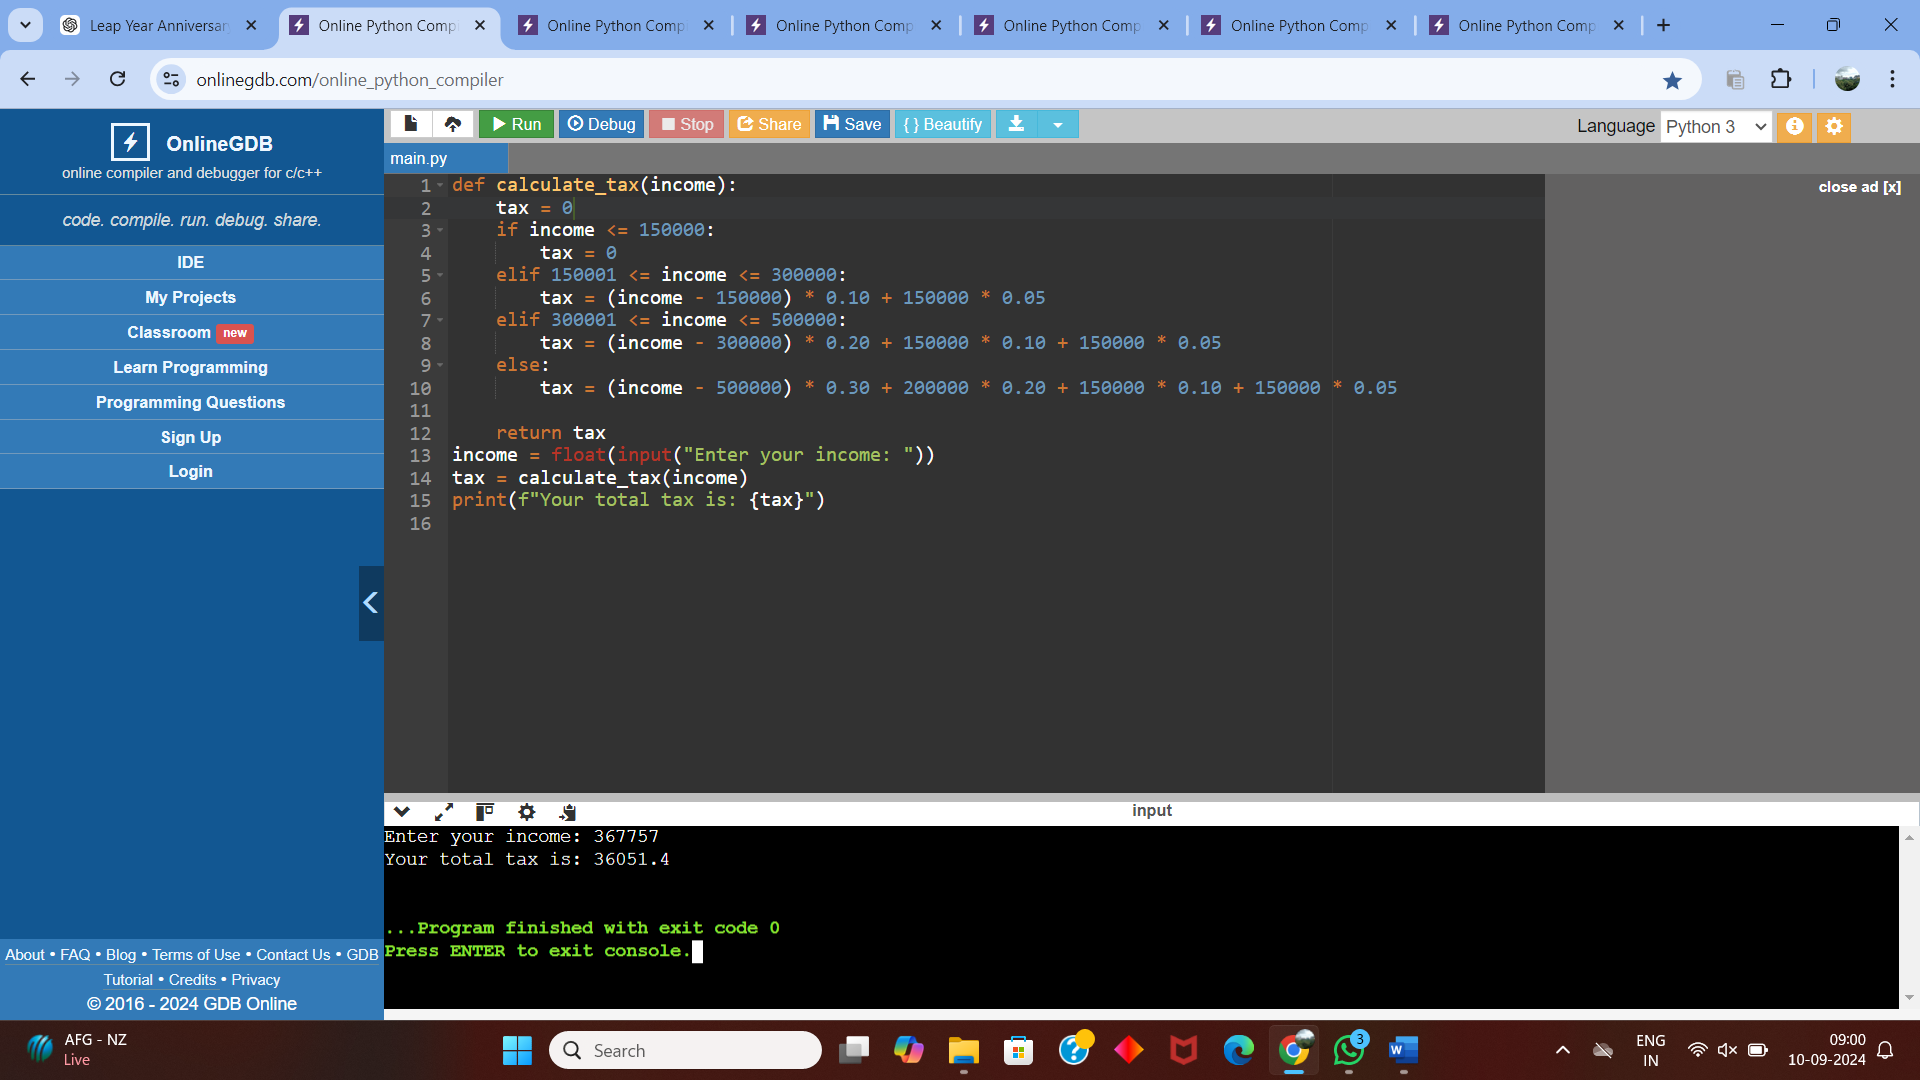 Leap Year Anniversar
Online Python Comp
Online Python Comp
Online Python Comp
Online Python Comp
Online Python Comp
Online Python Comp
onlinegdb.com/online_python_compiler
OnlineGDB
online compiler and debugger for c/c++
code. compile. run. debug. share.
IDE
My Projects
Classroom new
Learn Programming
Programming Questions
Sign Up
Login
About • FAQ • Blog • Terms of Use • Contact Us • GDB
Tutorial • Credits • Privacy
© 2016 - 2024 GDB Online
Run Debug Stop Share Save { } Beautify
Language Python 3
main.py
close ad [x]
1 def calculate_tax(income):
2     tax = 0
3     if income <= 150000:
4         tax = 0
5     elif 150001 <= income <= 300000:
6         tax = (income - 150000) * 0.10 + 150000 * 0.05
7     elif 300001 <= income <= 500000:
8         tax = (income - 300000) * 0.20 + 150000 * 0.10 + 150000 * 0.05
9     else:
10         tax = (income - 500000) * 0.30 + 200000 * 0.20 + 150000 * 0.10 + 150000 * 0.05
11
12     return tax
13 income = float(input("Enter your income: "))
14 tax = calculate_tax(income)
15 print(f"Your total tax is: {tax}")
16
input
Enter your income: 367757
Your total tax is: 36051.4
...Program finished with exit code 0
Press ENTER to exit console.
AFG - NZ
Live
Search
3
W
ENG
IN
09:00
10-09-2024